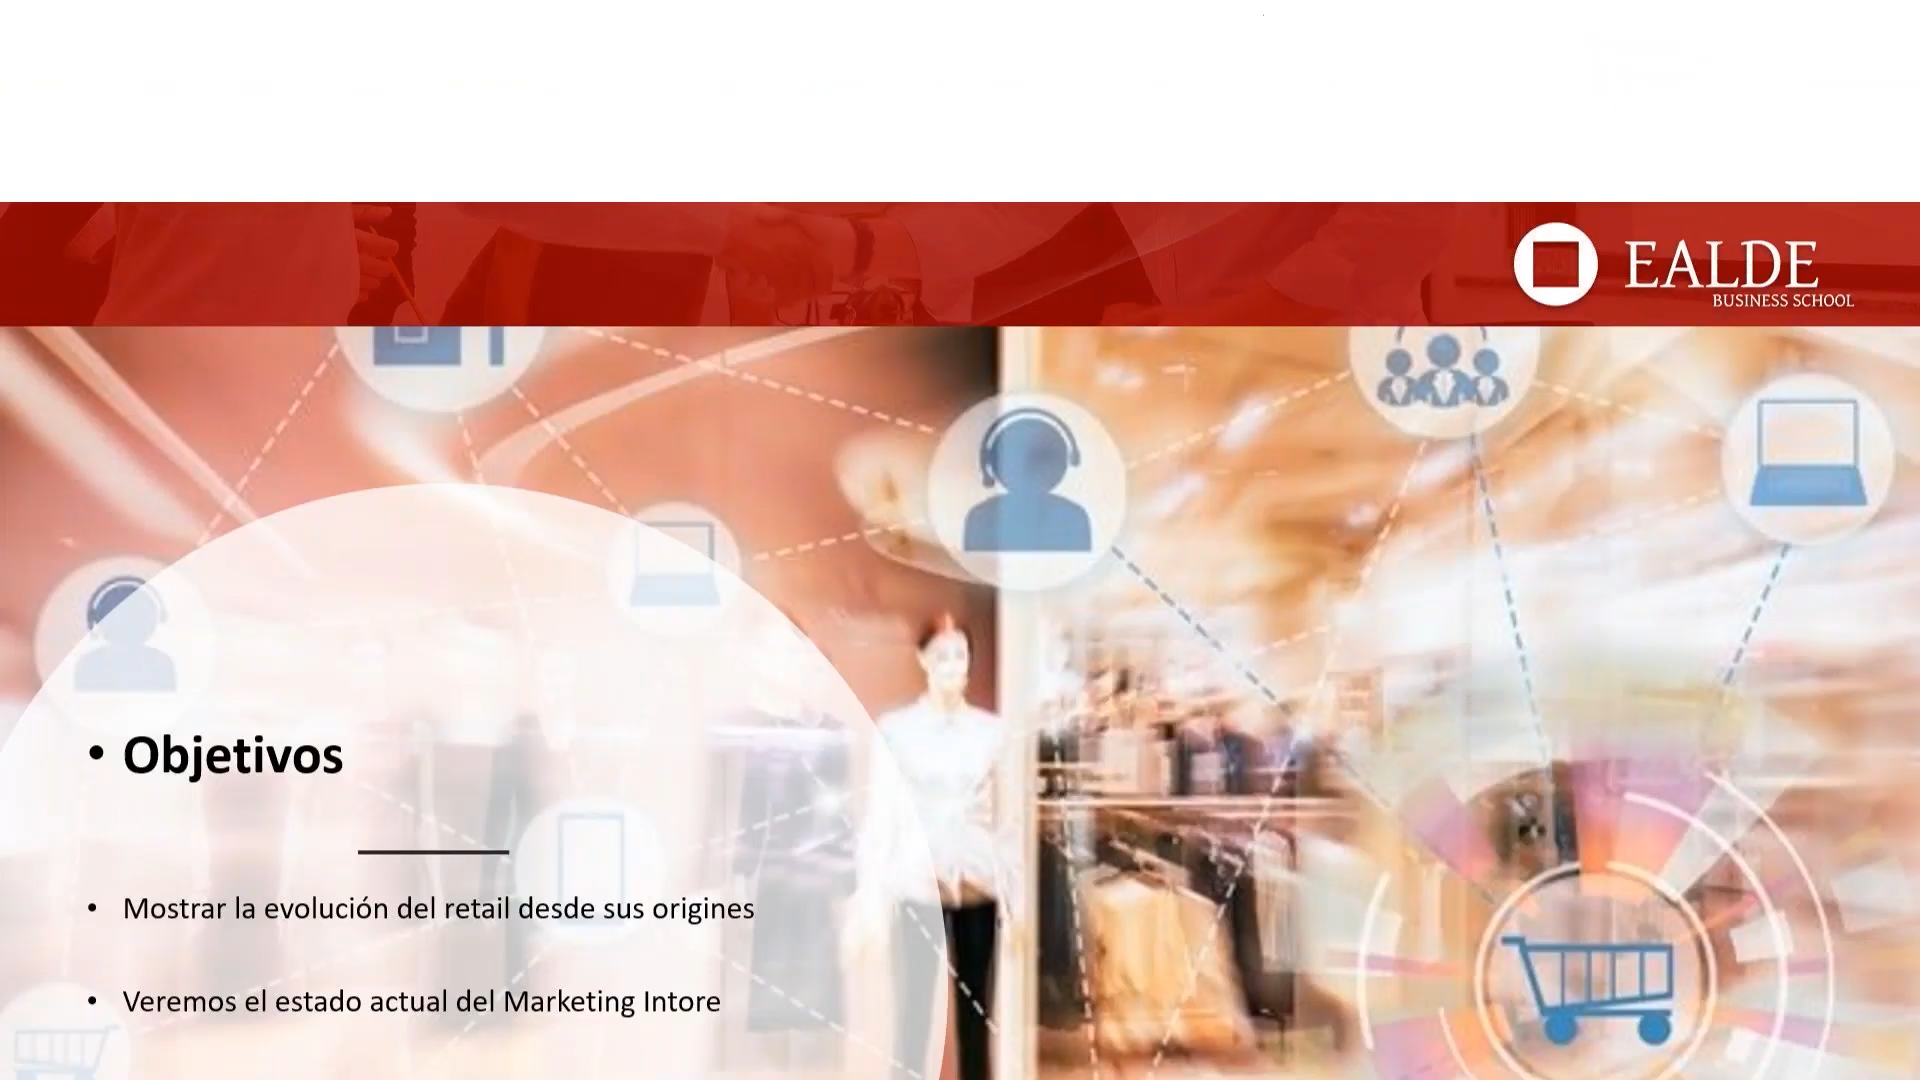 EALDE
BUSINESS SCHOOL
• Objetivos
• Mostrar la evolución del retail desde sus origines
• Veremos el estado actual del Marketing Intore